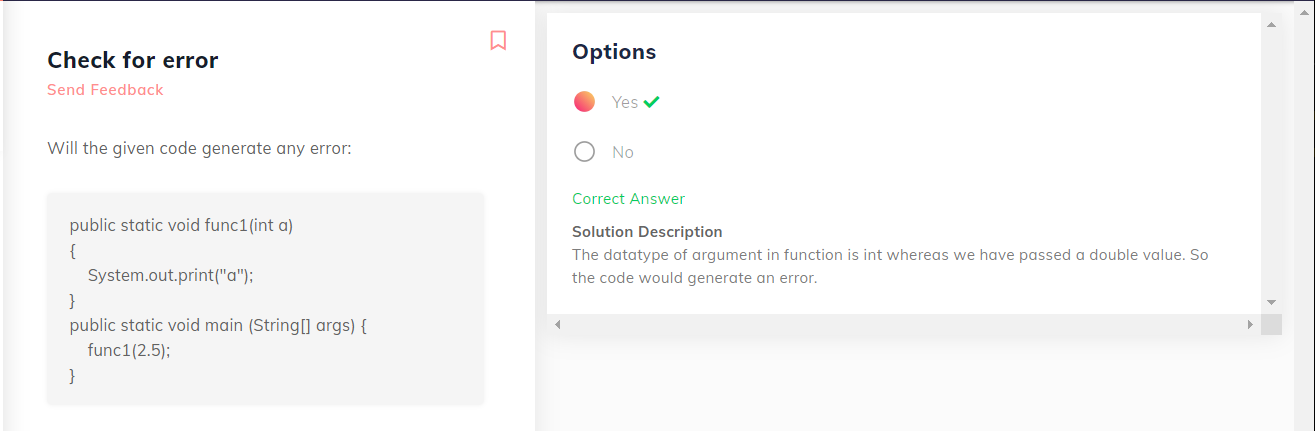 Check for error
Send Feedback
Will the given code generate any error:
public static void func1(int a)
{
System.out.print("a");
}
public static void main (String[] args) {
func1(2.5);
}
Options
Yes
No
Correct Answer
Solution Description
The datatype of argument in function is int whereas we have passed a double value. So
the code would generate an error.